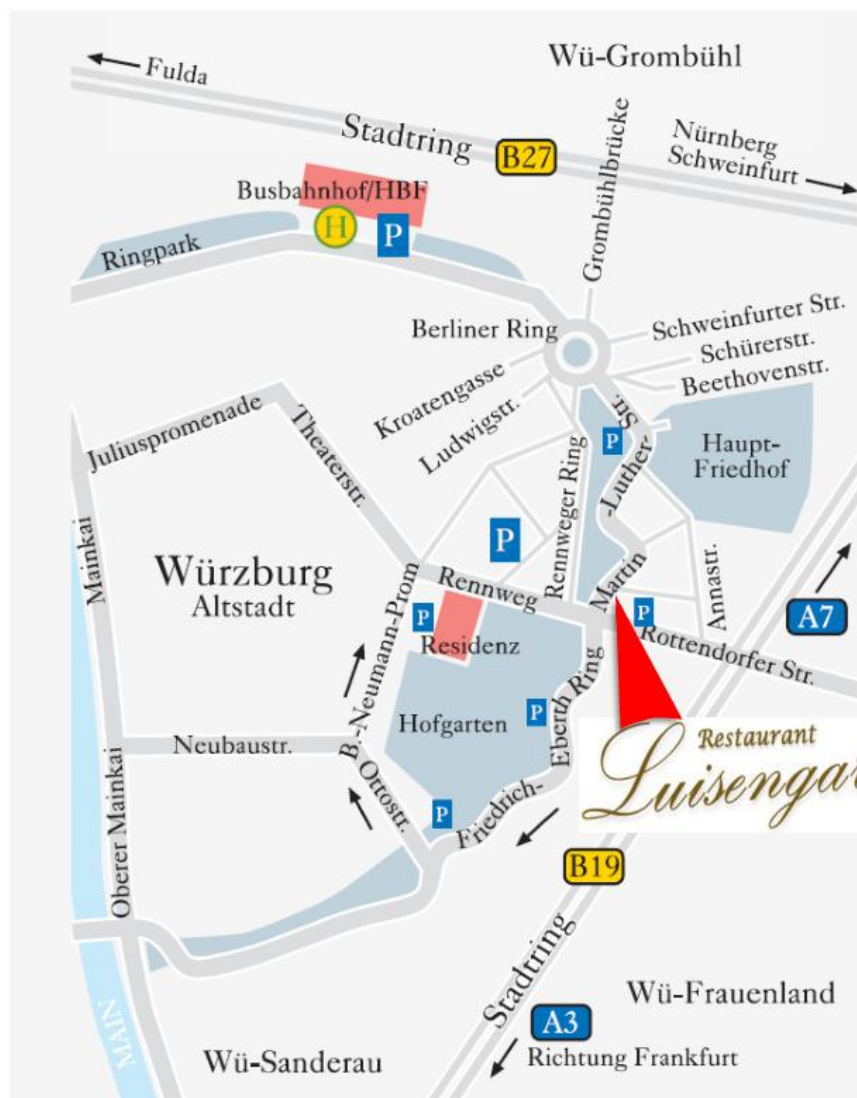 Wü-Grombühl
Fulda
Stadtring
B27
Nürnberg
Schweinfurt
Grombühlbrücke
Busbahnhof/HBF
H
P
Ringpark
Berliner Ring
Schweinfurter Str.
Schürerstr.
Beethovenstr.
Kroatengasse
Ludwigstr.
Juliuspromenade
Theaterstr.
P
Haupt-
Friedhof
Martin-Luther-Str.
Rennweger Ring
Mainkai
Würzburg
Altstadt
P
Rennweg
Annastr.
A7
P
P
Residenz
Rottendorfer Str.
B.-Neumann-Prom
Hofgarten
P
Friedrich-Eberth Ring
Restaurant
Luisengar
Neubaustr.
Ottostr.
P
Oberer Mainkai
B19
Stadtring
MAIN
Wü-Frauenland
A3
Richtung Frankfurt
Wü-Sanderau